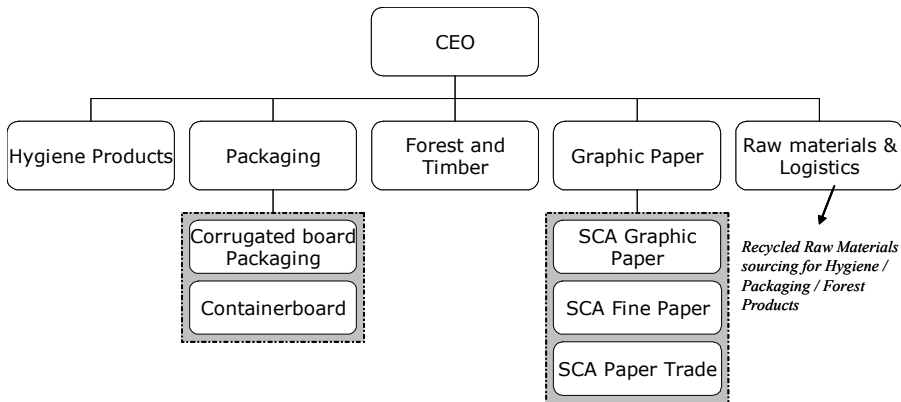 CEO
Hygiene Products
Packaging
Forest and
Timber
Graphic Paper
Raw materials &
Logistics
Corrugated board
Packaging
Containerboard
SCA Graphic
Paper
SCA Fine Paper
SCA Paper Trade
Recycled Raw Materials
sourcing for Hygiene /
Packaging / Forest
Products